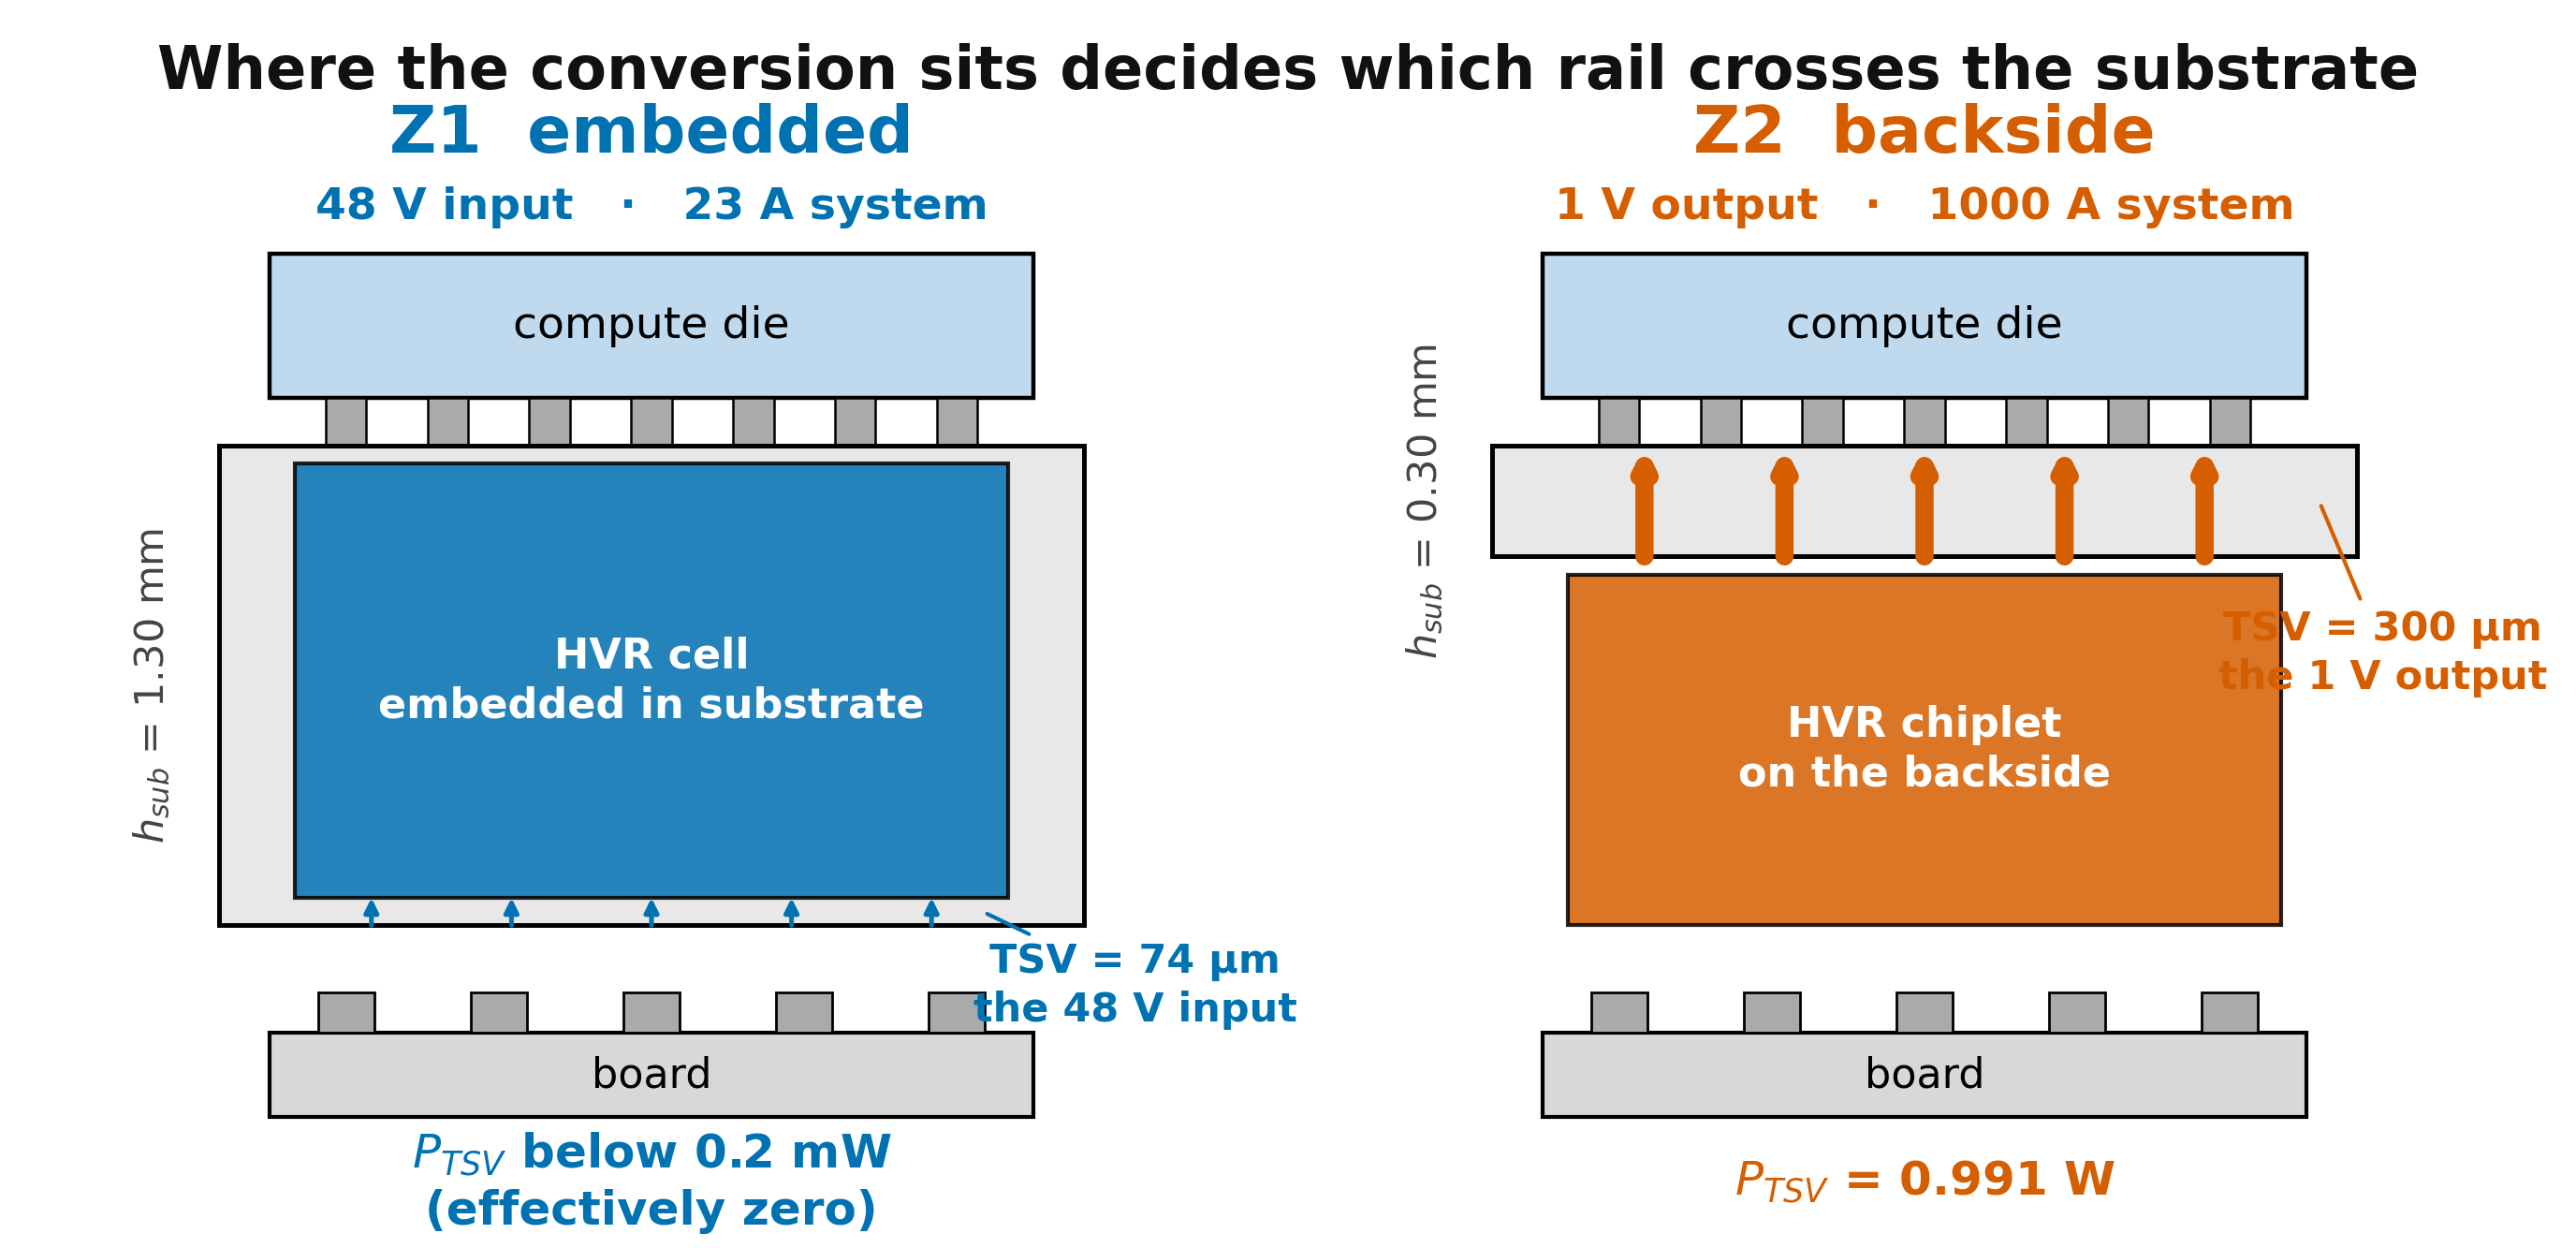 Where the conversion sits decides which rail crosses the substrate
Z1 embedded
48 V input · 23 A system
compute die
h_sub = 1.30 mm
HVR cell
embedded in substrate
TSV = 74 µm
the 48 V input
board
P_TSV below 0.2 mW
(effectively zero)
Z2 backside
1 V output · 1000 A system
compute die
h_sub = 0.30 mm
TSV = 300 µm
the 1 V output
HVR chiplet
on the backside
board
P_TSV = 0.991 W